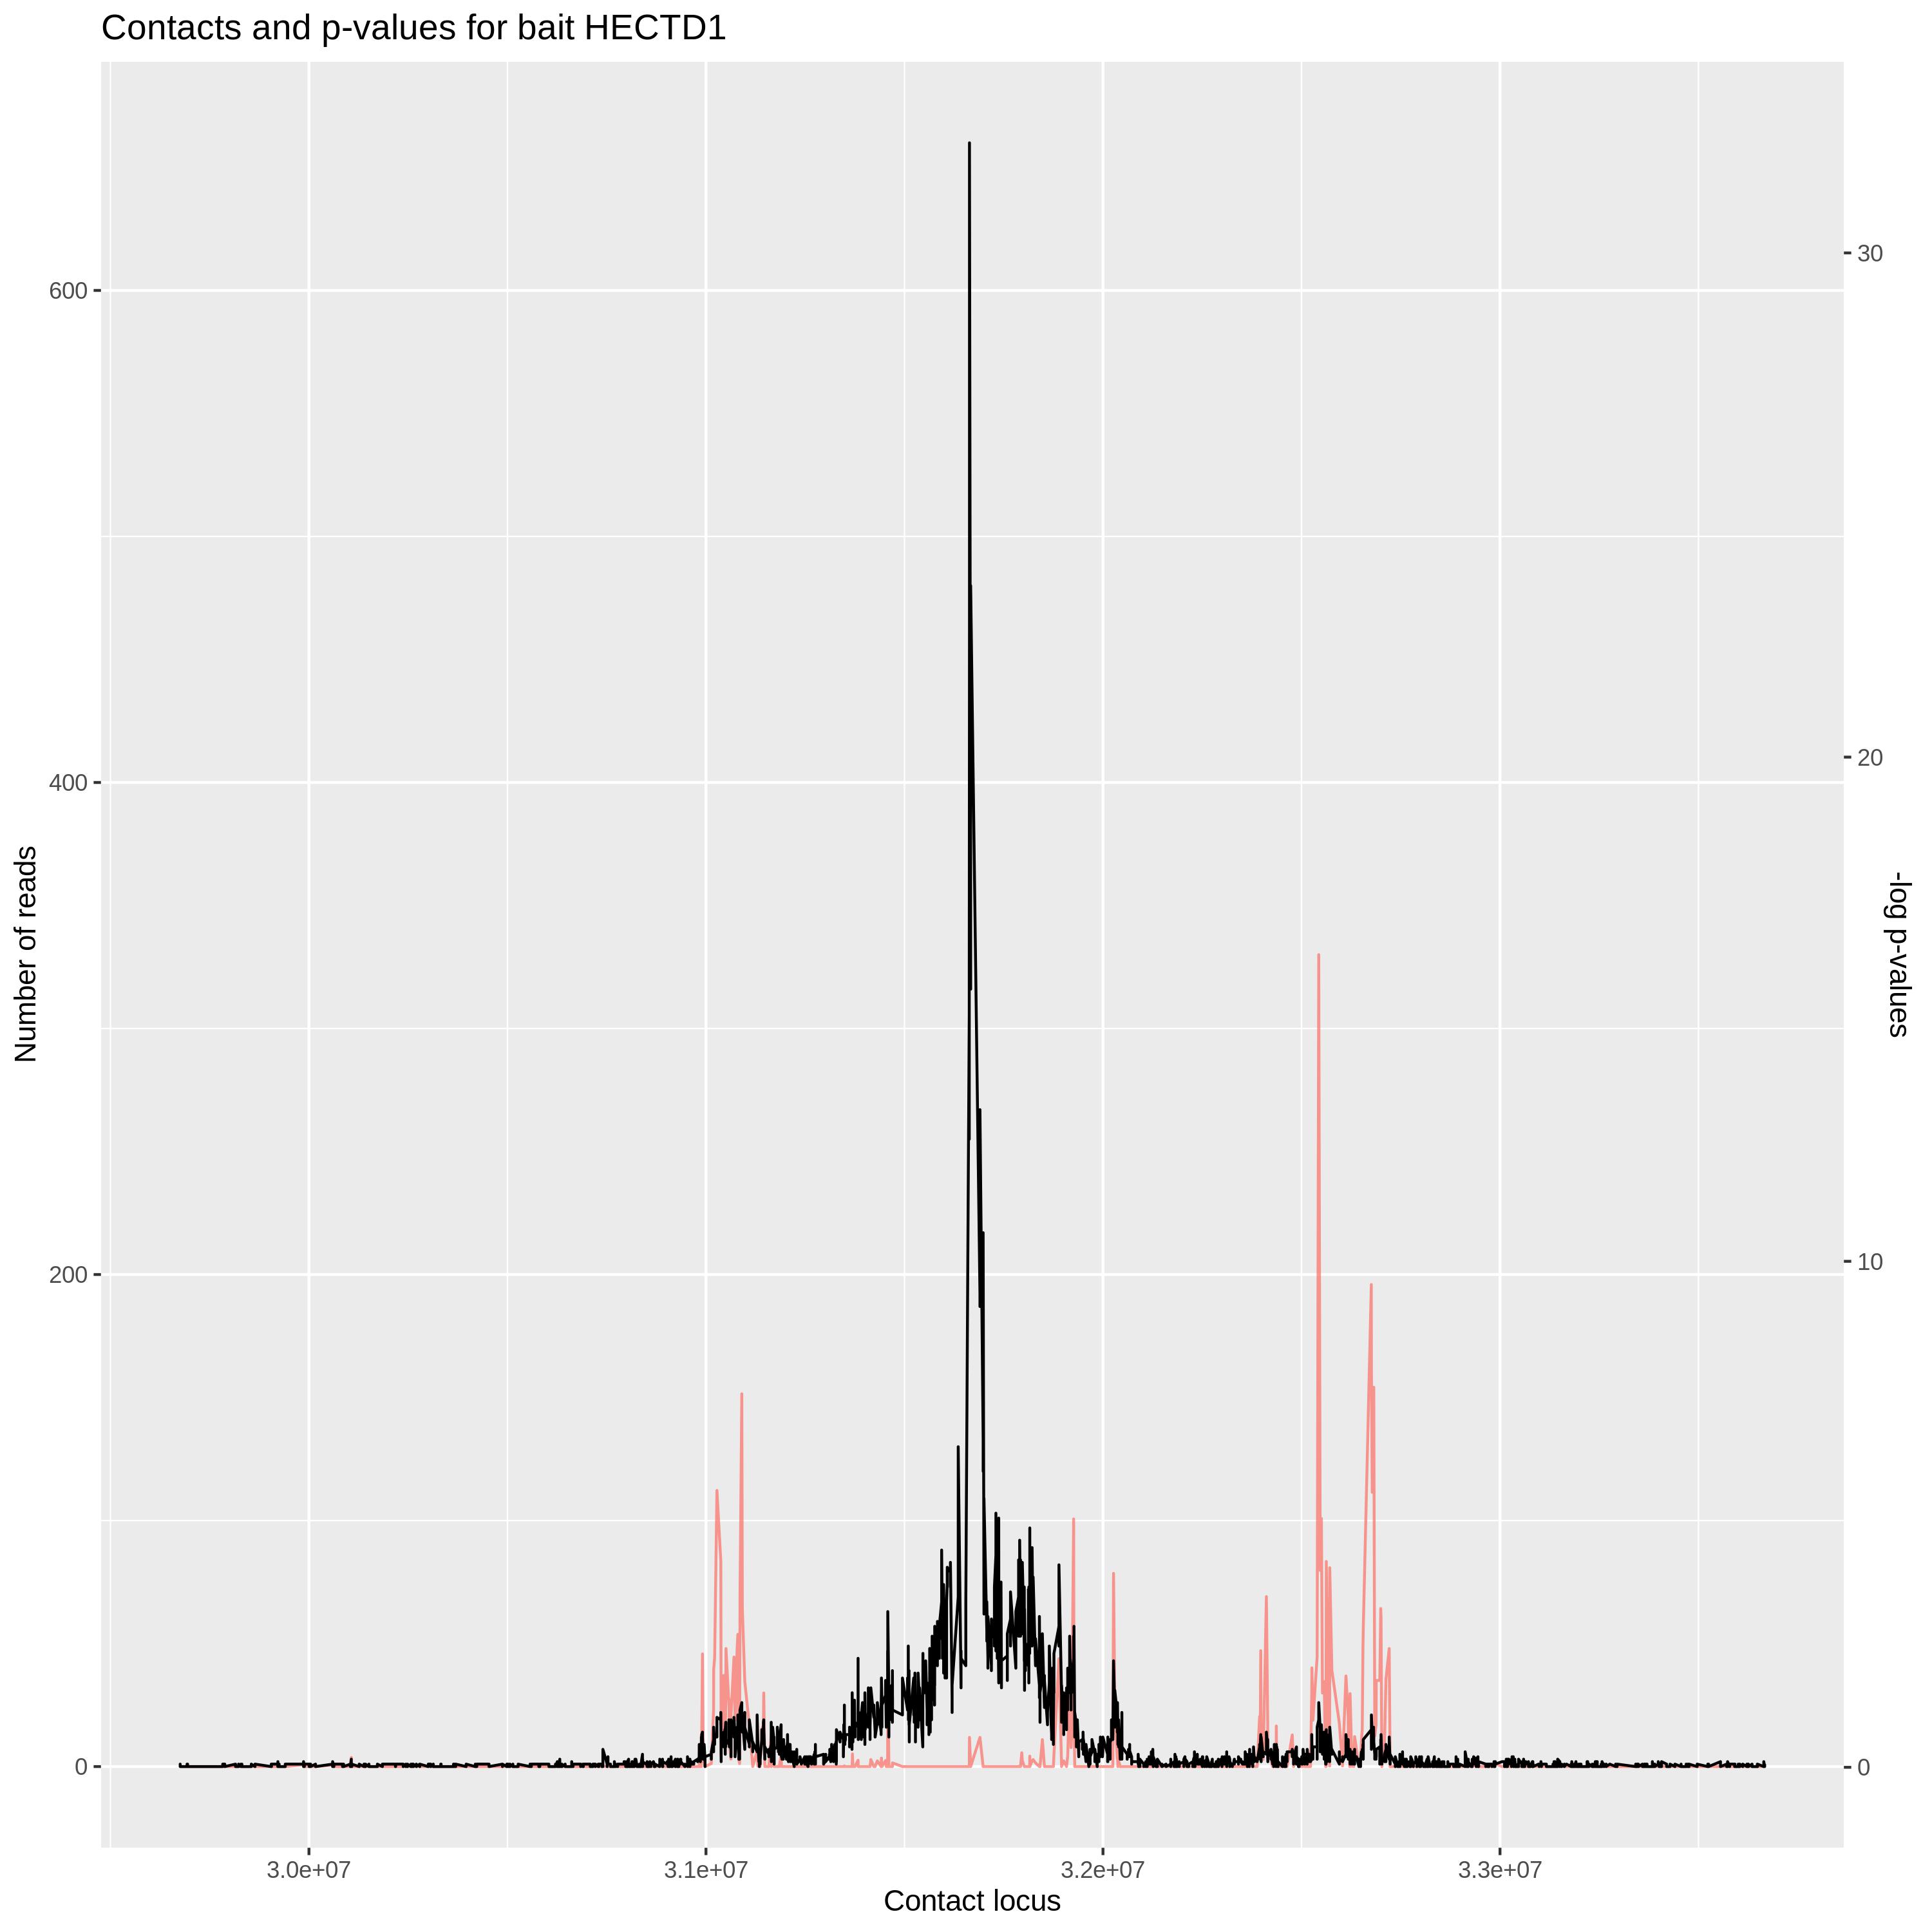 Contacts and p-values for bait HECTD1
Number of reads
600
400
200
0
30
20
10
0
-log p-values
3.0e+07 3.1e+07 3.2e+07 3.3e+07
Contact locus